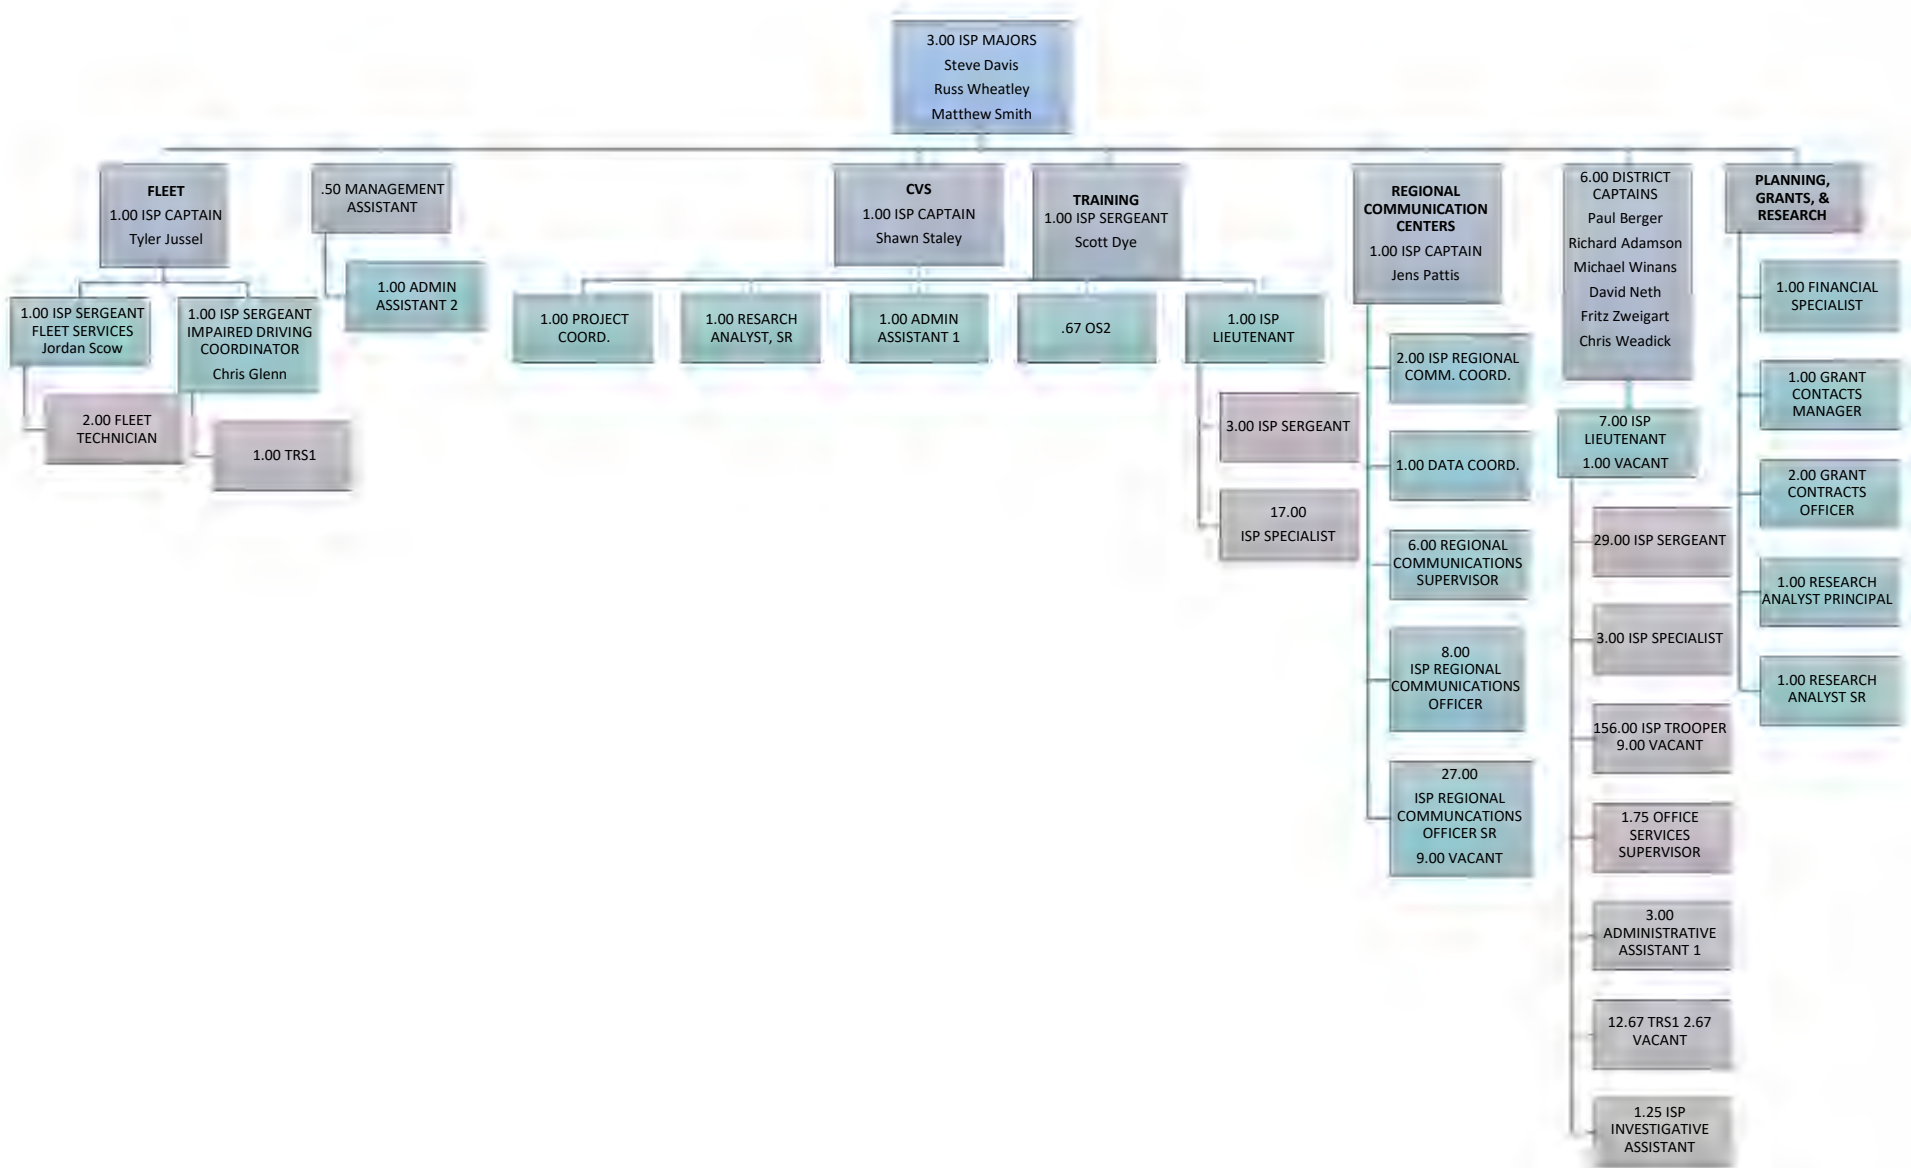 3.00 ISP MAJORS
Steve Davis
Russ Wheatley
Matthew Smith
FLEET
1.00 ISP CAPTAIN
Tyler Jussel
1.00 ISP SERGEANT
FLEET SERVICES
Jordan Scow
2.00 FLEET
TECHNICIAN
1.00 ISP SERGEANT
IMPAIRED DRIVING
COORDINATOR
Chris Glenn
1.00 TRS1
.50 MANAGEMENT
ASSISTANT
1.00 ADMIN
ASSISTANT 2
CVS
1.00 ISP CAPTAIN
Shawn Staley
1.00 PROJECT
COORD.
1.00 RESARCH
ANALYST, SR
1.00 ADMIN
ASSISTANT 1
.67 OS2
1.00 ISP
LIEUTENANT
3.00 ISP SERGEANT
17.00
ISP SPECIALIST
TRAINING
1.00 ISP SERGEANT
Scott Dye
REGIONAL
COMMUNICATION
CENTERS
1.00 ISP CAPTAIN
Jens Pattis
2.00 ISP REGIONAL
COMM. COORD.
1.00 DATA COORD.
6.00 REGIONAL
COMMUNICATIONS
SUPERVISOR
8.00
ISP REGIONAL
COMMUNICATIONS
OFFICER
27.00
ISP REGIONAL
COMMUNCATIONS
OFFICER SR
9.00 VACANT
6.00 DISTRICT
CAPTAINS
Paul Berger
Richard Adamson
Michael Winans
David Neth
Fritz Zweigart
Chris Weadick
7.00 ISP
LIEUTENANT
1.00 VACANT
29.00 ISP SERGEANT
3.00 ISP SPECIALIST
156.00 ISP TROOPER
9.00 VACANT
1.75 OFFICE
SERVICES
SUPERVISOR
3.00
ADMINISTRATIVE
ASSISTANT 1
12.67 TRS1 2.67
VACANT
1.25 ISP
INVESTIGATIVE
ASSISTANT
PLANNING,
GRANTS, &
RESEARCH
1.00 FINANCIAL
SPECIALIST
1.00 GRANT
CONTACTS
MANAGER
2.00 GRANT
CONTRACTS
OFFICER
1.00 RESEARCH
ANALYST PRINCIPAL
1.00 RESEARCH
ANALYST SR